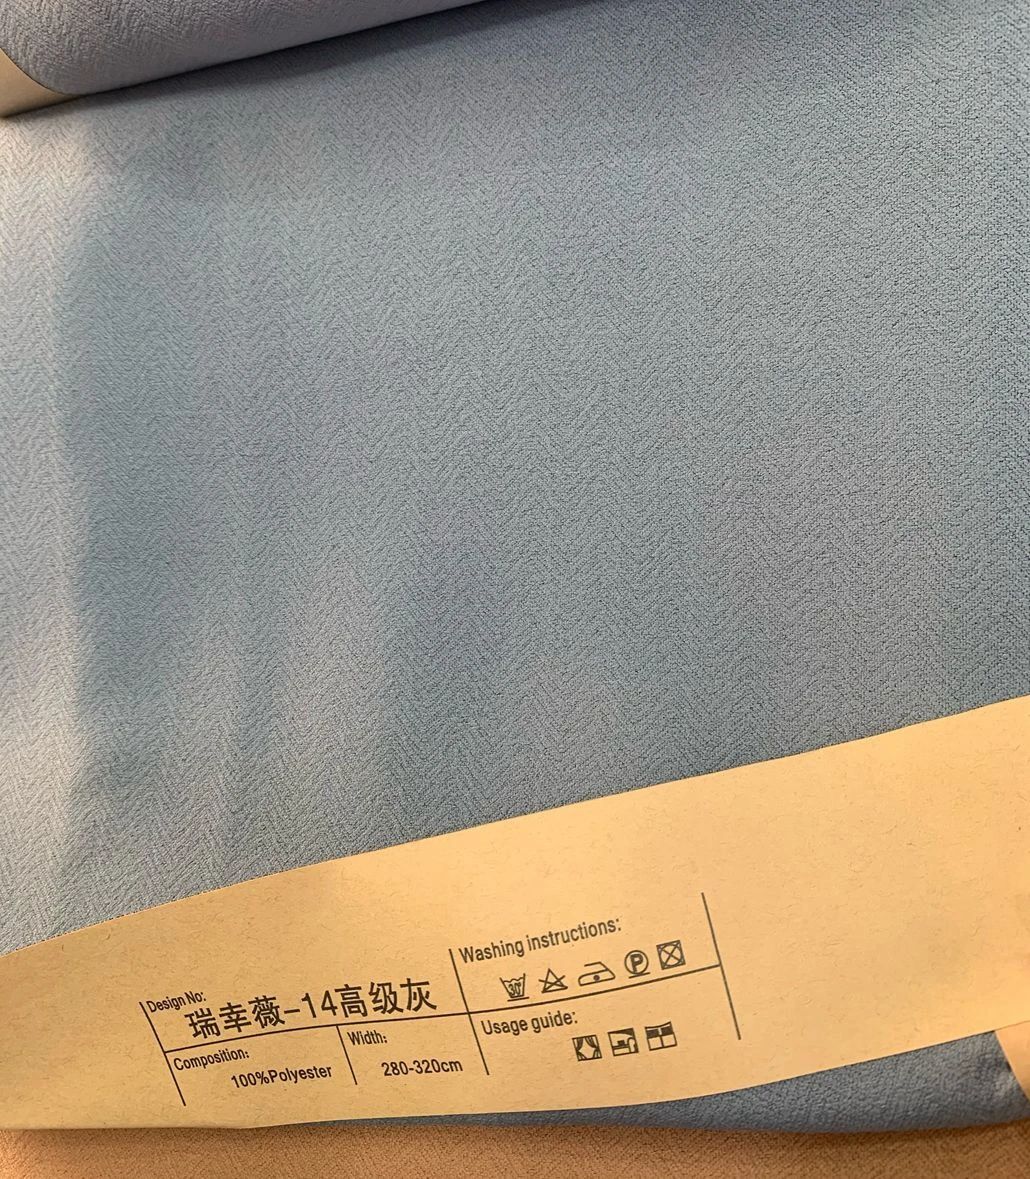 Design No:
瑞幸薇-14高级灰
Composition:
100%Polyester
Width:
280-320cm
Washing instructions:
30°
P
Usage guide: